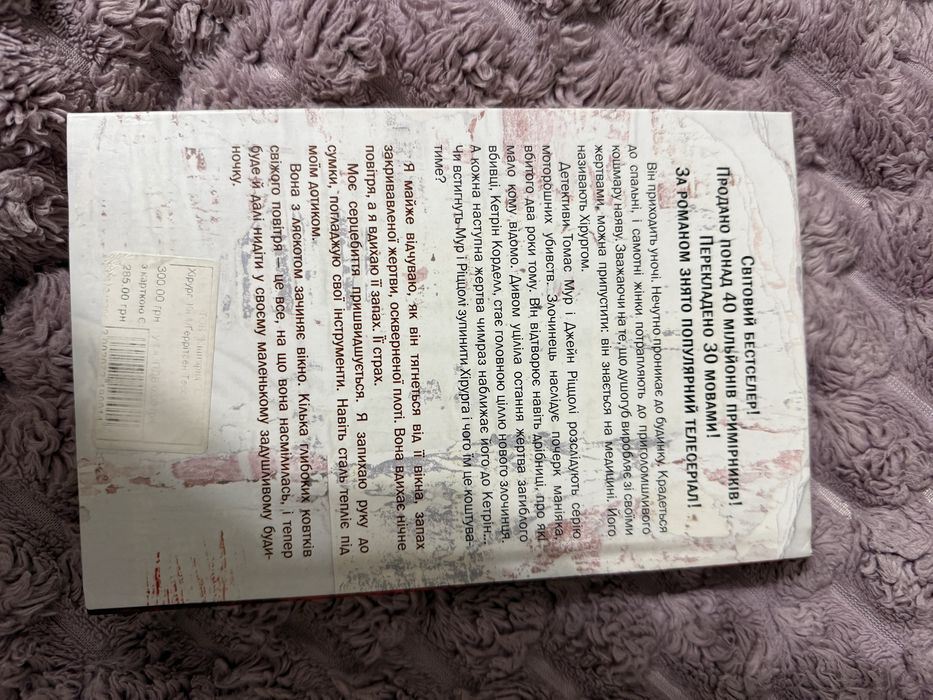 Світовий бестселер!
Продано понад 40 мільйонів примірників!
Перекладено 30 мовами!
За романом знято популярний телесеріал!
Він приходить уночі. Нечутно проникає до будинку. Крадеться
до спальні, і самотні жінки потрапляють до приголомшливого
кошмару наяву. Зважаючи на те, що душогуб виробляє зі своїми
жертвами, можна припустити: він знається на медицині. Його
називають Хірургом.
Детективи Томас Мур і Джейн Ріццолі розслідують серію
моторошних убивств. Злочинець наслідує почерк маніяка,
вбитого два роки тому. Він відтворює навіть дрібниці, про які
мало кому відомо. Дивом уціліла остання жертва загиблого
вбивці, Кетрін Корделл, стає головною ціллю нового злочинця.
А кожна наступна жертва чимраз наближає його до Кетрін...
Чи встигнуть Мур і Ріццолі зупинити Хірурга і чого їм це коштува-
тиме?
Я майже відчуваю, як він тягнеться від її вікна, запах
закривавленої жертви, оскверненої плоті. Вона вдихає нічне
повітря, а я вдихаю її запах. Її страх.
Моє серцебиття пришвидшується. Я запихаю руку до
сумки, погладжую свої інструменти. Навіть сталь тепліє під
моїм дотиком.
Вона з ляскотом зачиняє вікно. Кілька глибоких ковтків
свіжого повітря – це все, на що вона насмілилась, і тепер
буде й далі нидіти у своєму маленькому задушливому буди-
ночку.
Хірург
Ґеррітсен Тесс
300.00 грн
з карткою
285.00 грн